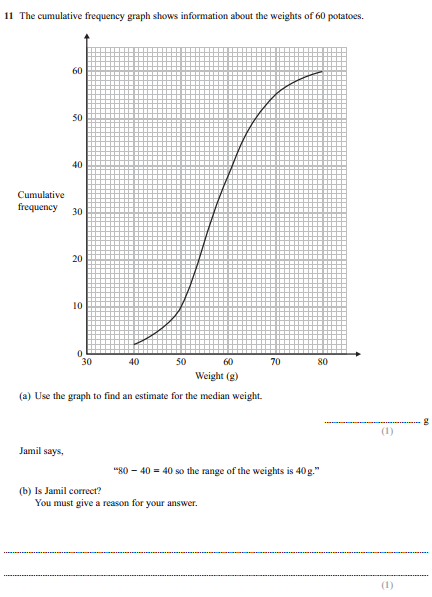 11 The cumulative frequency graph shows information about the weights of 60 potatoes.
60
50
40
Cumulative
frequency
30
20
10
0
30 40 50 60 70 80
Weight (g)
(a) Use the graph to find an estimate for the median weight.
g
(1)
Jamil says,
“80 − 40 = 40 so the range of the weights is 40 g.”
(b) Is Jamil correct?
You must give a reason for your answer.
(1)